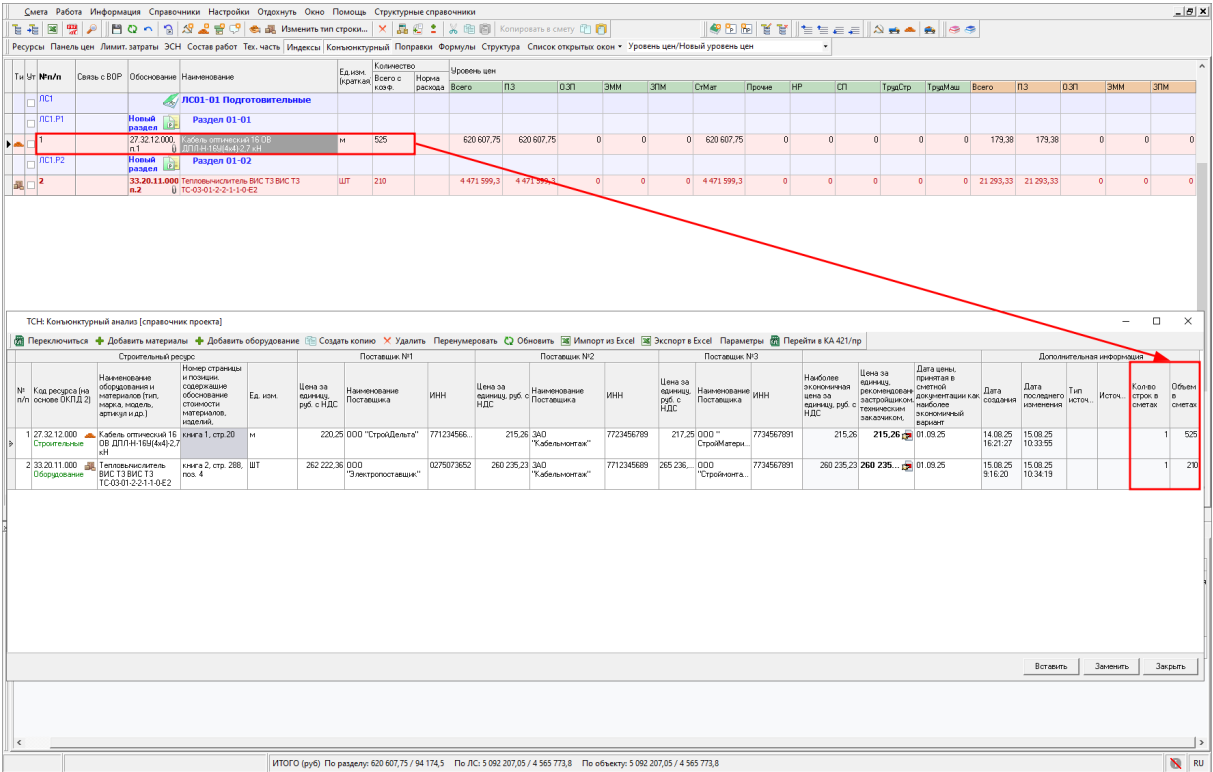 Смета Работа Информация Справочники Настройки Отдохнуть Окно Помощь Структурные справочники
Изменить тип строки... Копировать в смету
Ресурсы Панель цен Лимит. затраты ЭСН Состав работ Тех. часть Индексы Конъюнктурный Поправки Формулы Структура Список открытых окон Уровень цен/Новый уровень цен
Ти Уг №п/п Связь с ВОР Обоснование Наименование Ед.изм. (краткая Количество Уровень цен
Всего с коэф. Норма расхода Всего ПЗ ОЗП ЭММ ЗПМ СтМат Прочие НР СП ТрудСтр ТрудМаш Всего ПЗ ОЗП ЭММ ЗПМ
ЛС1 ЛС01-01 Подготовительные
ЛС1.Р1 Новый раздел Раздел 01-01
1 27.32.12.000, п.1 Кабель оптический 16 ОВ ДПЛ-Н-16У(4x4)-2,7 кН м 525 620 607,75 620 607,75 0 0 0 620 607,75 0 0 0 0 0 179,38 179,38 0 0 0
ЛС1.Р2 Новый раздел Раздел 01-02
2 33.20.11.000 п.2 Тепловычислитель ВИС ТЗ ВИС ТЗ ТС-03-01-2-2-1-1-0-Е2 ШТ 210 4 471 599,3 4 471 599,3 0 0 0 4 471 599,3 0 0 0 0 0 21 293,33 21 293,33 0 0 0
ТСН: Конъюнктурный анализ [справочник проекта]
Переключиться Добавить материалы Добавить оборудование Создать копию Удалить Перенумеровать Обновить Импорт из Excel Экспорт в Excel Параметры Перейти в КА 421/пр
Строительный ресурс Поставщик №1 Поставщик №2 Поставщик №3 Дополнительная информация
№ п/п Код ресурса (на основе ОКПД 2) Наименование оборудования и материалов (тип, марка, модель, артикул и др.) Номер страницы и позиции, содержащие обоснование стоимости материалов, изделий, Ед. изм. Цена за единицу, руб. с НДС Наименование Поставщика ИНН Цена за единицу, руб. с НДС Наименование Поставщика ИНН Цена за единицу, руб. с НДС Наименование Поставщика ИНН Наиболее экономичная цена за единицу, руб. с НДС Цена за единицу, рекомендован застройщиком, техническим заказчиком, Дата цены, принятая в сметной документации как наиболее экономичный вариант Дата создания Дата последнего изменения Тип источ... Источ... Кол-во строк в сметах Объем в сметах
1 27.32.12.000 Строительные Кабель оптический 16 ОВ ДПЛ-Н-16У(4x4)-2,7 кН книга 1, стр.20 м 220,25 ООО "СтройДельта" 771234566... 215,26 ЗАО "Кабельмонтаж" 7723456789 217,25 ООО " СтройМатери... 7734567891 215,26 215,26 01.09.25 14.08.25 16:21:27 15.08.25 10:33:55 1 525
2 33.20.11.000 Оборудование Тепловычислитель ВИС ТЗ ВИС ТЗ ТС-03-01-2-2-1-1-0-Е2 книга 2, стр. 288, поз. 4 ШТ 262 222,36 ООО "Электропоставщик" 0275073652 260 235,23 ЗАО "Кабельмонтаж" 7712345689 265 236,... ООО "Строймонта... 7734567891 260 235,23 260 235... 01.09.25 15.08.25 9:16:20 15.08.25 10:34:19 1 210
Вставить Заменить Закрыть
ИТОГО (руб) По разделу: 620 607,75 / 94 174,5 По ЛС: 5 092 207,05 / 4 565 773,8 По объекту: 5 092 207,05 / 4 565 773,8 RU